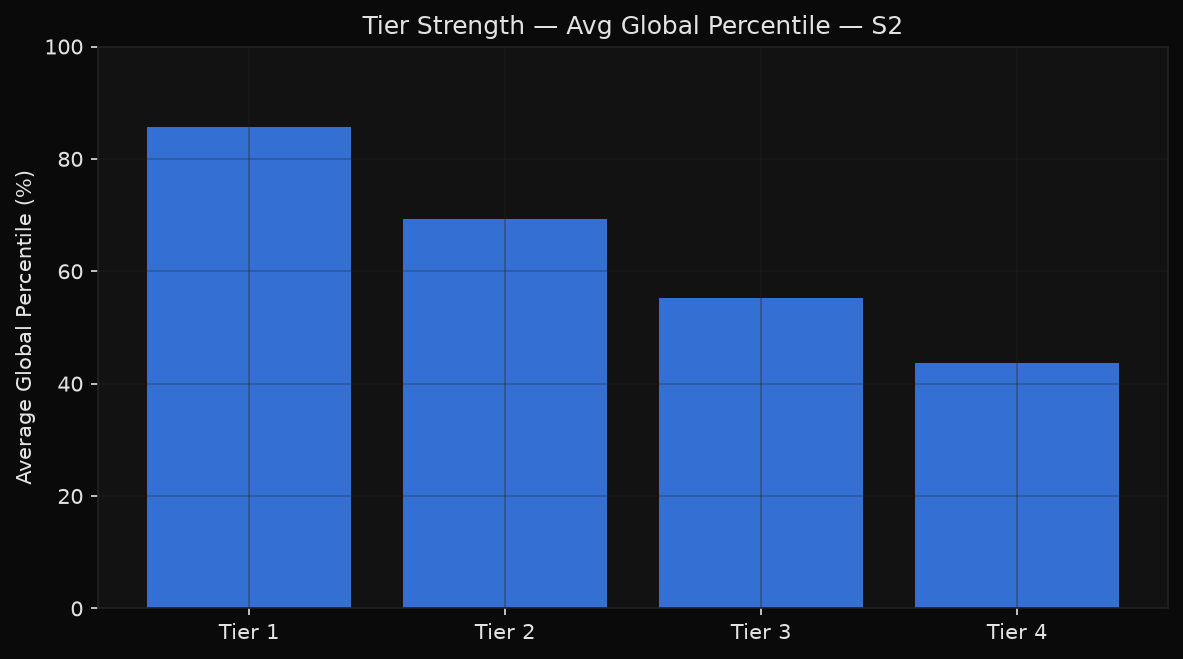 Tier Strength — Avg Global Percentile — S2
Average Global Percentile (%)
100
80
60
40
20
0
Tier 1
Tier 2
Tier 3
Tier 4